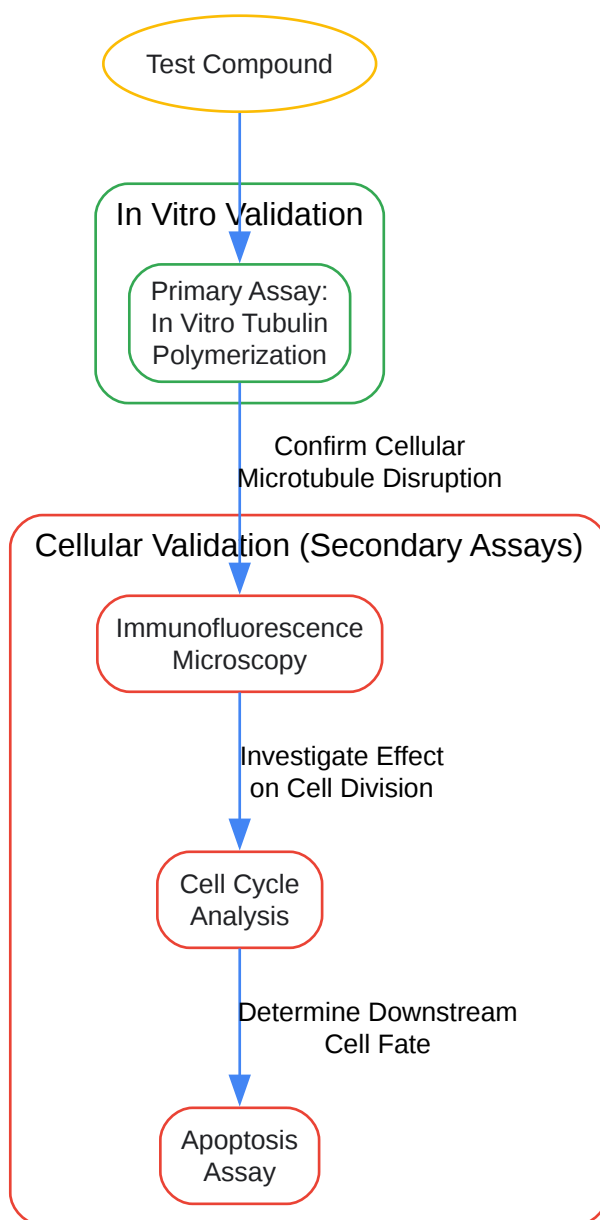 Test Compound
In Vitro Validation
Primary Assay:
In Vitro Tubulin
Polymerization
Confirm Cellular
Microtubule Disruption
Cellular Validation (Secondary Assays)
Immunofluorescence
Microscopy
Investigate Effect
on Cell Division
Cell Cycle
Analysis
Determine Downstream
Cell Fate
Apoptosis
Assay